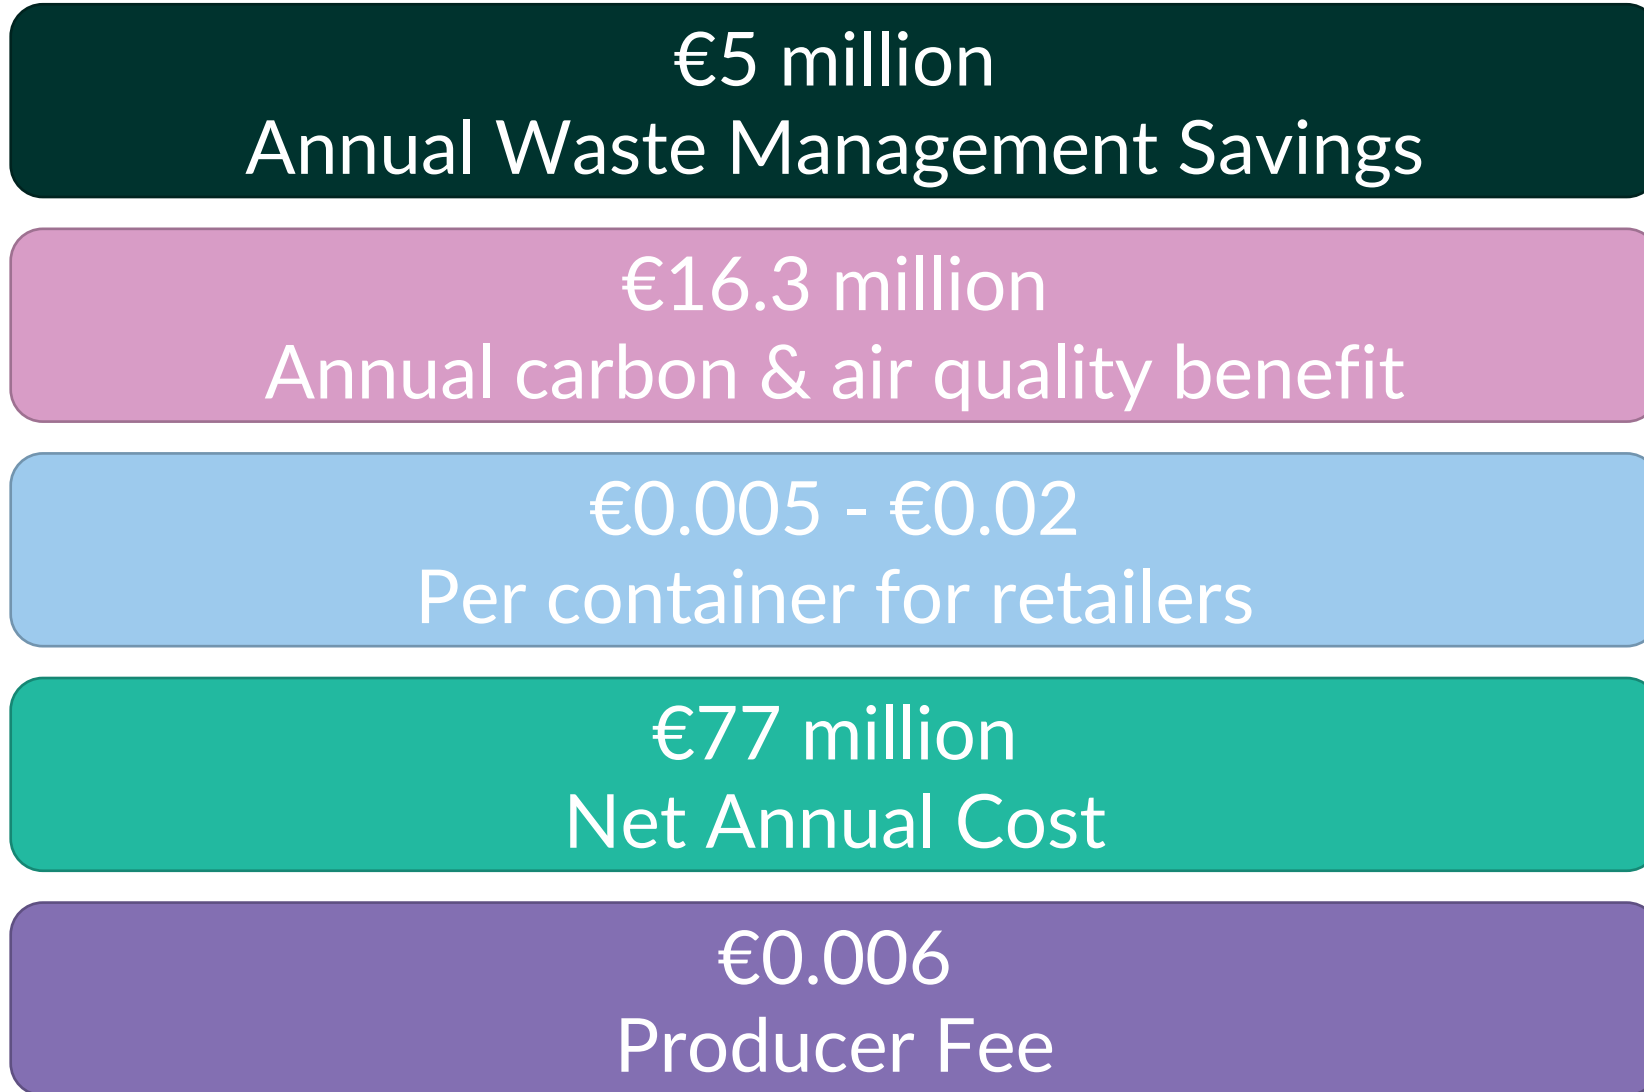 €5 million
Annual Waste Management Savings
€16.3 million
Annual carbon & air quality benefit
€0.005 - €0.02
Per container for retailers
€77 million
Net Annual Cost
€0.006
Producer Fee